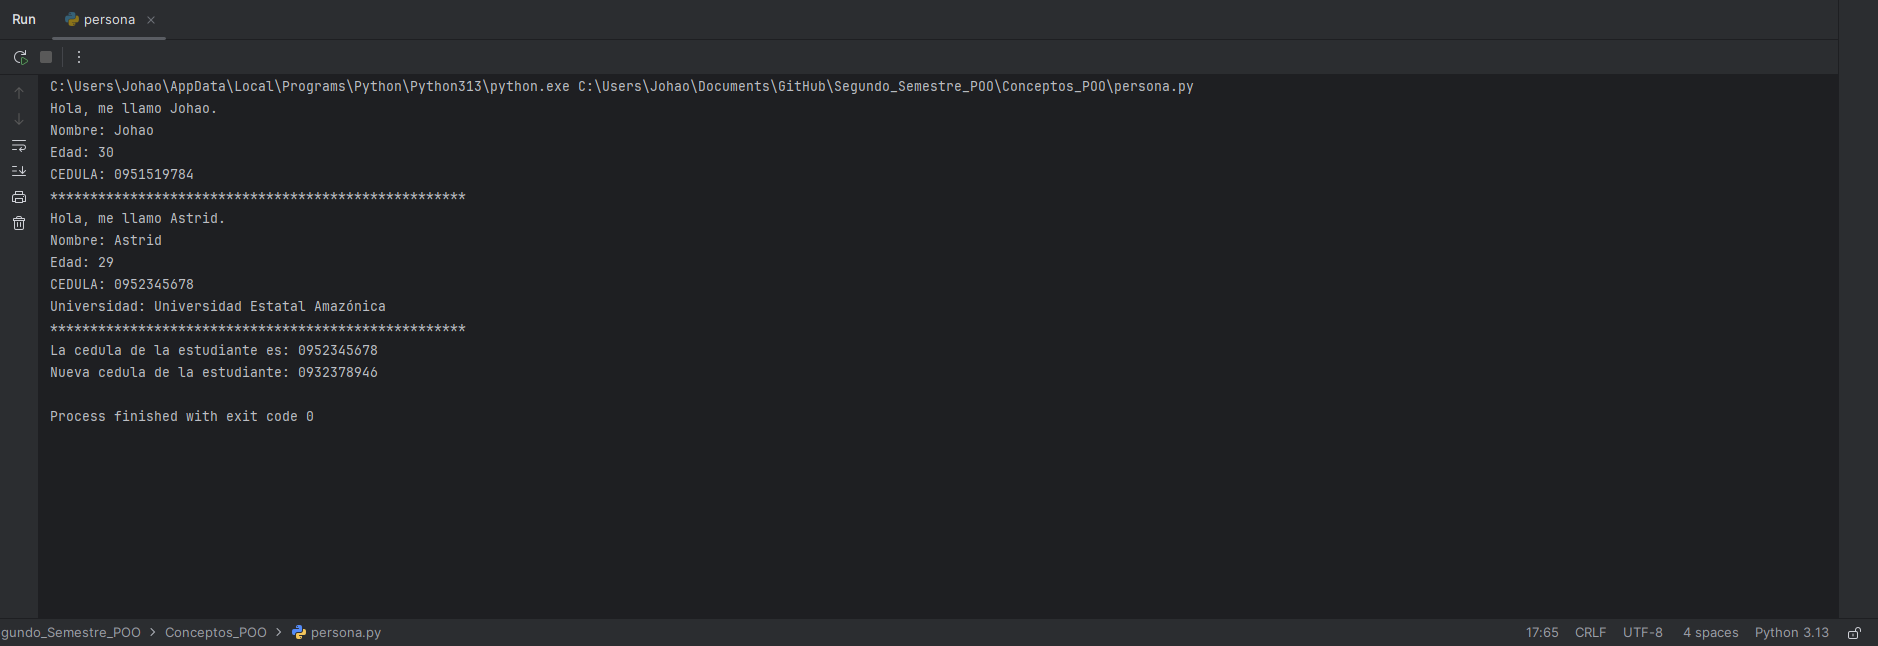 Run persona
C:\Users\Johao\AppData\Local\Programs\Python\Python313\python.exe C:\Users\Johao\Documents\GitHub\Segundo_Semestre_POO\Conceptos_POO\persona.py
Hola, me llamo Johao.
Nombre: Johao
Edad: 30
CEDULA: 0951519784
****************************************************
Hola, me llamo Astrid.
Nombre: Astrid
Edad: 29
CEDULA: 0952345678
Universidad: Universidad Estatal Amazónica
****************************************************
La cedula de la estudiante es: 0952345678
Nueva cedula de la estudiante: 0932378946
Process finished with exit code 0
gundo_Semestre_POO > Conceptos_POO > persona.py 17:65 CRLF UTF-8 4 spaces Python 3.13